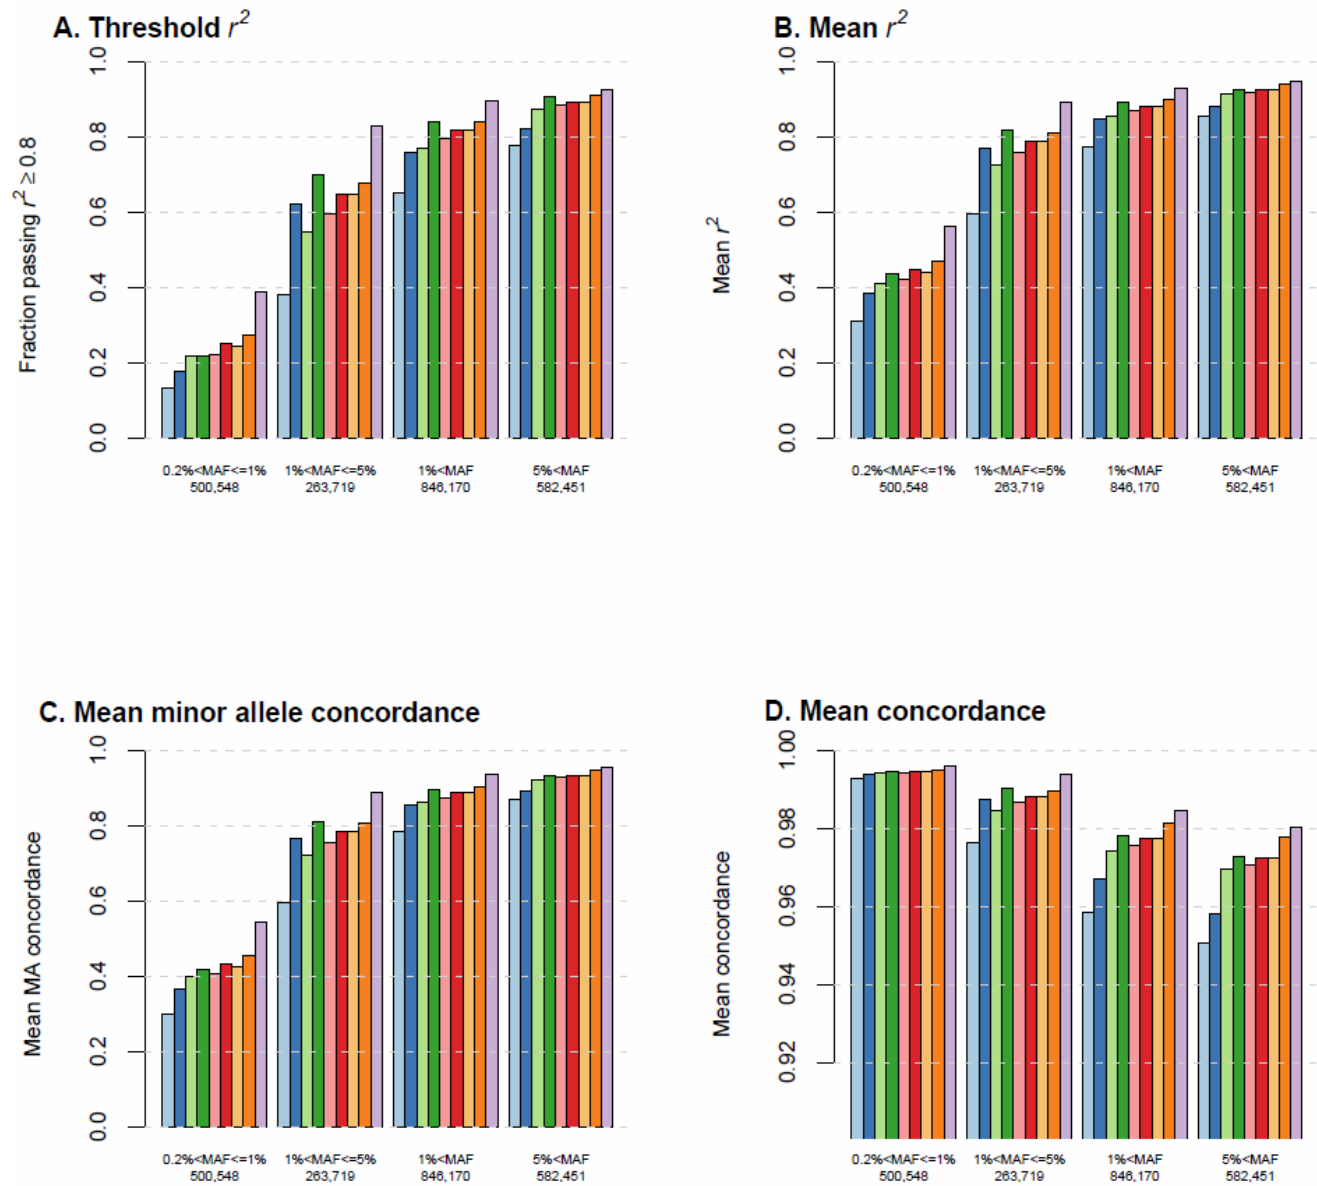 A. Threshold r²
Fraction passing r² ≥ 0.8
1.0
0.8
0.6
0.4
0.2
0.0
0.2%<MAF<=1% 1%<MAF<=5% 1%<MAF 5%<MAF
500,548 263,719 846,170 582,451
B. Mean r²
Mean r²
1.0
0.8
0.6
0.4
0.2
0.0
0.2%<MAF<=1% 1%<MAF<=5% 1%<MAF 5%<MAF
500,548 263,719 846,170 582,451
C. Mean minor allele concordance
Mean MA concordance
1.0
0.8
0.6
0.4
0.2
0.0
0.2%<MAF<=1% 1%<MAF<=5% 1%<MAF 5%<MAF
500,548 263,719 846,170 582,451
D. Mean concordance
Mean concordance
1.00
0.98
0.96
0.94
0.92
0.2%<MAF<=1% 1%<MAF<=5% 1%<MAF 5%<MAF
500,548 263,719 846,170 582,451